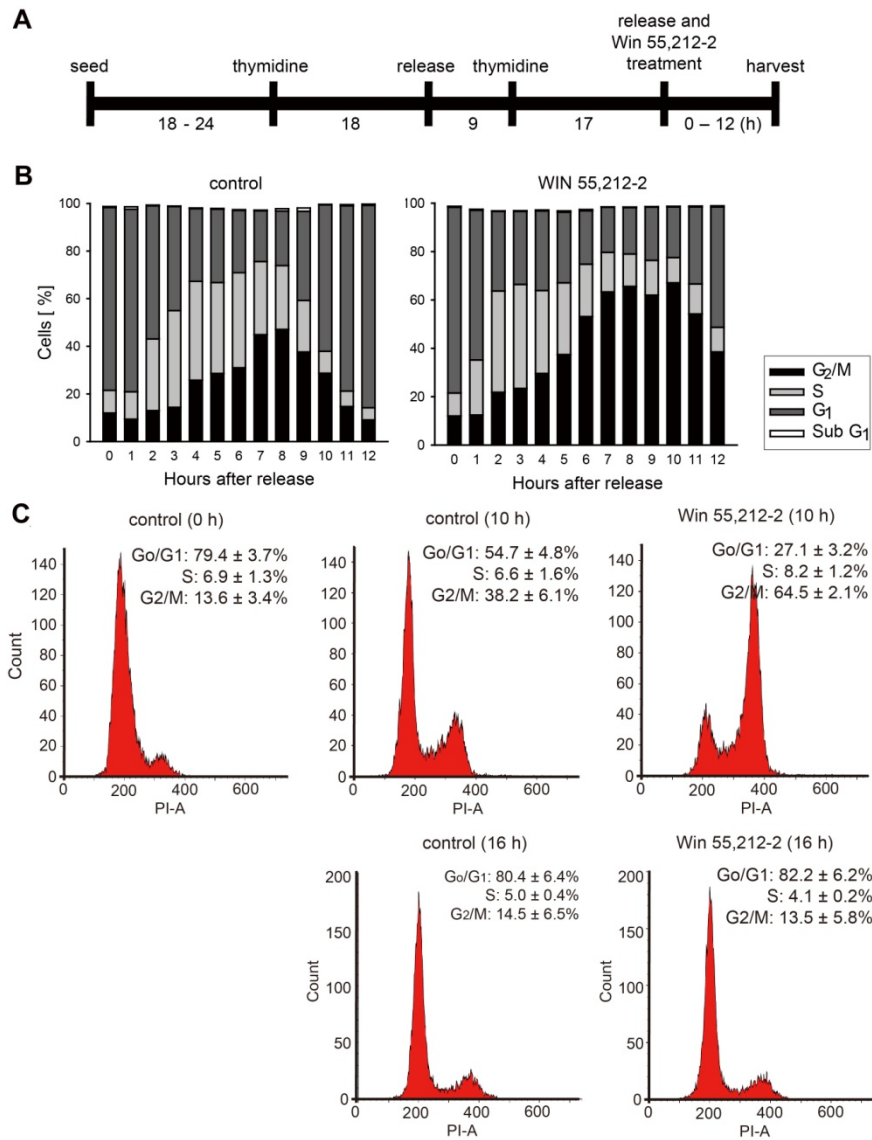 A
release and
Win 55,212-2
seed thymidine release thymidine treatment harvest
18 - 24 18 9 17 0 – 12 (h)
B
control WIN 55,212-2
100 100
80 80
60 60
40 40
20 20
0 0
Cells [ %]
0 1 2 3 4 5 6 7 8 9 10 11 12 0 1 2 3 4 5 6 7 8 9 10 11 12
Hours after release Hours after release
G2/M
S
G1
Sub G1
C
control (0 h)
Go/G1: 79.4 ± 3.7%
S: 6.9 ± 1.3%
G2/M: 13.6 ± 3.4%
140
120
100
80
60
40
20
0
Count
0 200 400 600
PI-A
control (10 h)
Go/G1: 54.7 ± 4.8%
S: 6.6 ± 1.6%
G2/M: 38.2 ± 6.1%
140
120
100
80
60
40
20
0
0 200 400 600
PI-A
Win 55,212-2 (10 h)
Go/G1: 27.1 ± 3.2%
S: 8.2 ± 1.2%
G2/M: 64.5 ± 2.1%
140
120
100
80
60
40
20
0
0 200 400 600
PI-A
control (16 h)
Go/G1: 80.4 ± 6.4%
S: 5.0 ± 0.4%
G2/M: 14.5 ± 6.5%
200
150
100
50
0
Count
0 200 400 600
PI-A
Win 55,212-2 (16 h)
Go/G1: 82.2 ± 6.2%
S: 4.1 ± 0.2%
G2/M: 13.5 ± 5.8%
200
150
100
50
0
Count
0 200 400 600
PI-A